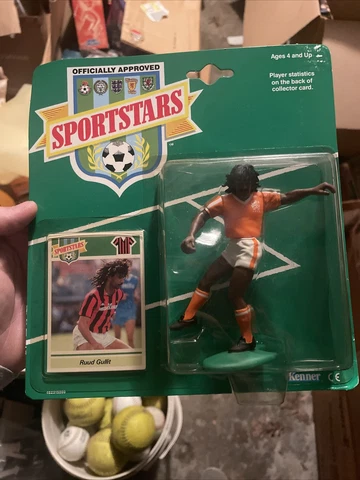 OFFICIALLY APPROVED
SPORTSTARS
Ages 4 and Up
Player statistics
on the back of
collector card.
SPORTSTARS
Ruud Gullit
Kenner
CE